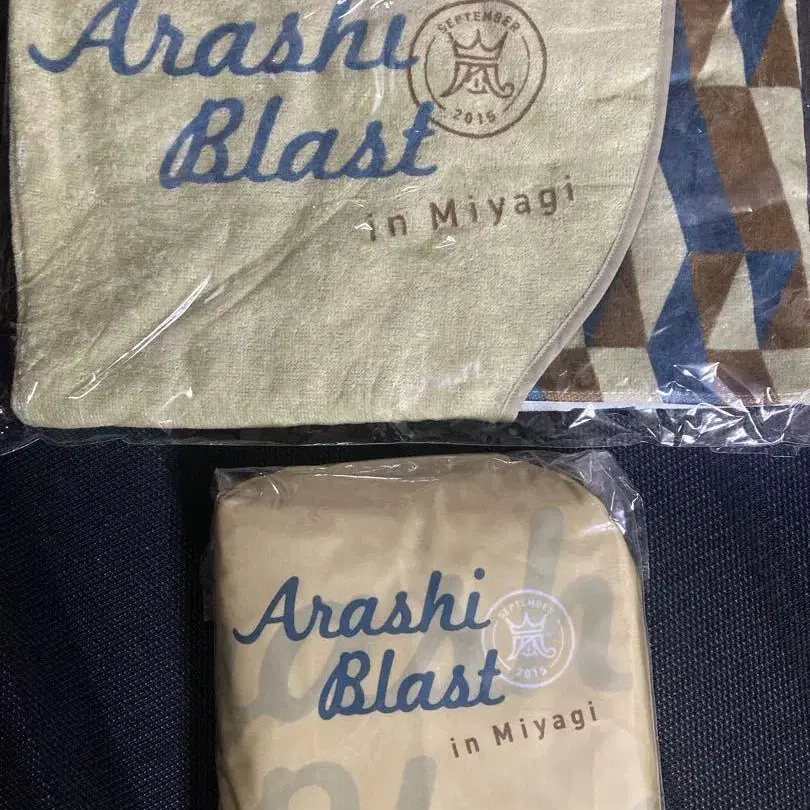 Arashi
SEPTEMBER
嵐
2015
Blast
in Miyagi
Arashi
SEPTEMBER
嵐
2015
Blast
in Miyagi